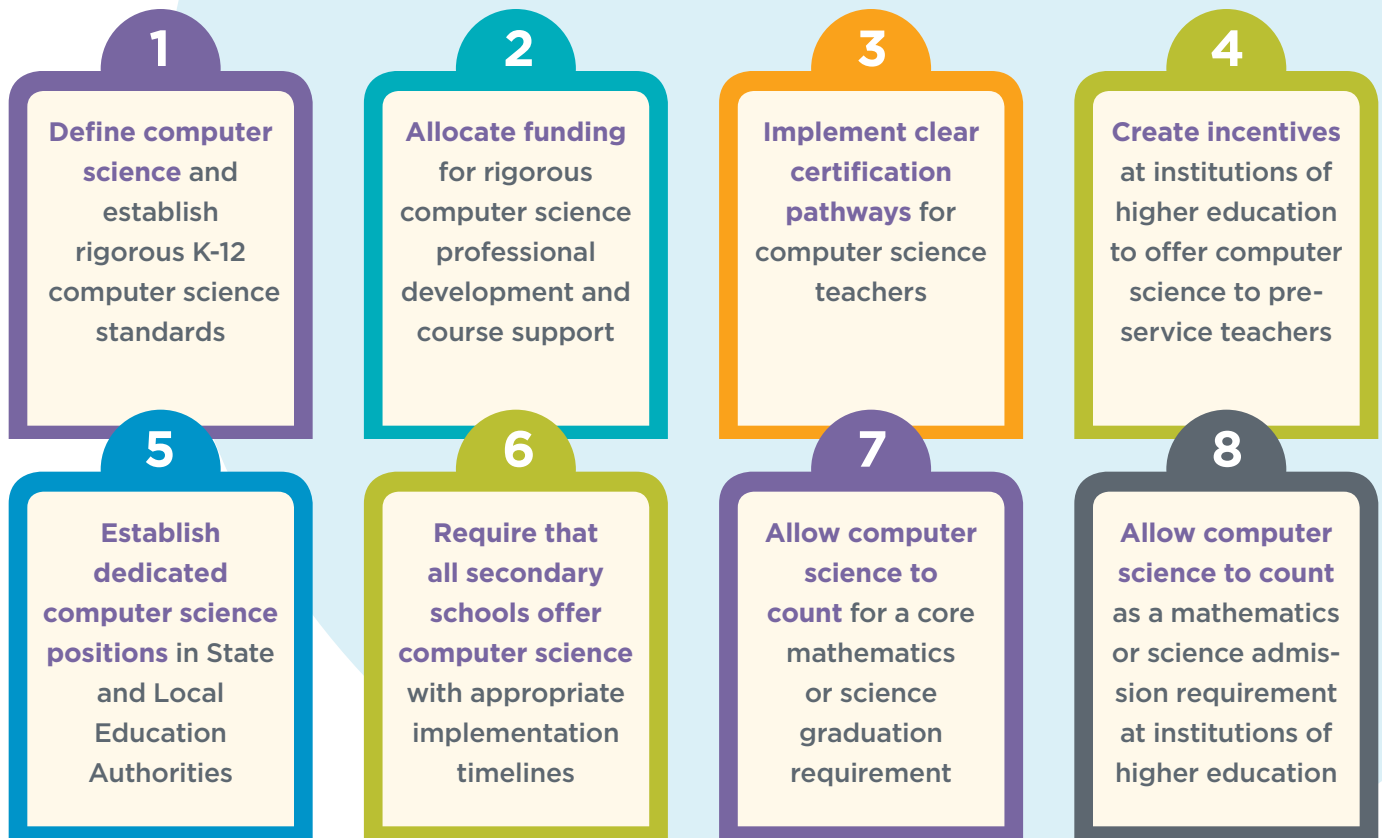 1
Define computer
science and
establish
rigorous K-12
computer science
standards
2
Allocate funding
for rigorous
computer science
professional
development and
course support
3
Implement clear
certification
pathways for
computer science
teachers
4
Create incentives
at institutions of
higher education
to offer computer
science to pre-
service teachers
5
Establish
dedicated
computer science
positions in State
and Local
Education
Authorities
6
Require that
all secondary
schools offer
computer science
with appropriate
implementation
timelines
7
Allow computer
science to
count for a core
mathematics
or science
graduation
requirement
8
Allow computer
science to count
as a mathematics
or science admis-
sion requirement
at institutions of
higher education